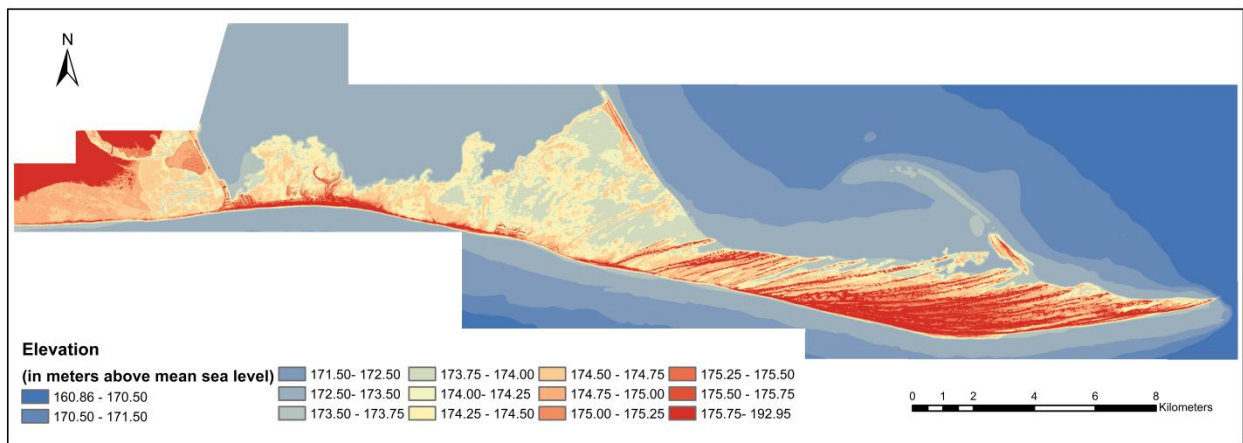 N
Elevation
(in meters above mean sea level)
160.86 - 170.50
170.50 - 171.50
171.50- 172.50
172.50 - 173.50
173.50 - 173.75
173.75 - 174.00
174.00- 174.25
174.25 - 174.50
174.50 - 174.75
174.75 - 175.00
175.00 - 175.25
175.25 - 175.50
175.50 - 175.75
175.75- 192.95
0 1 2 4 6 8
Kilometers